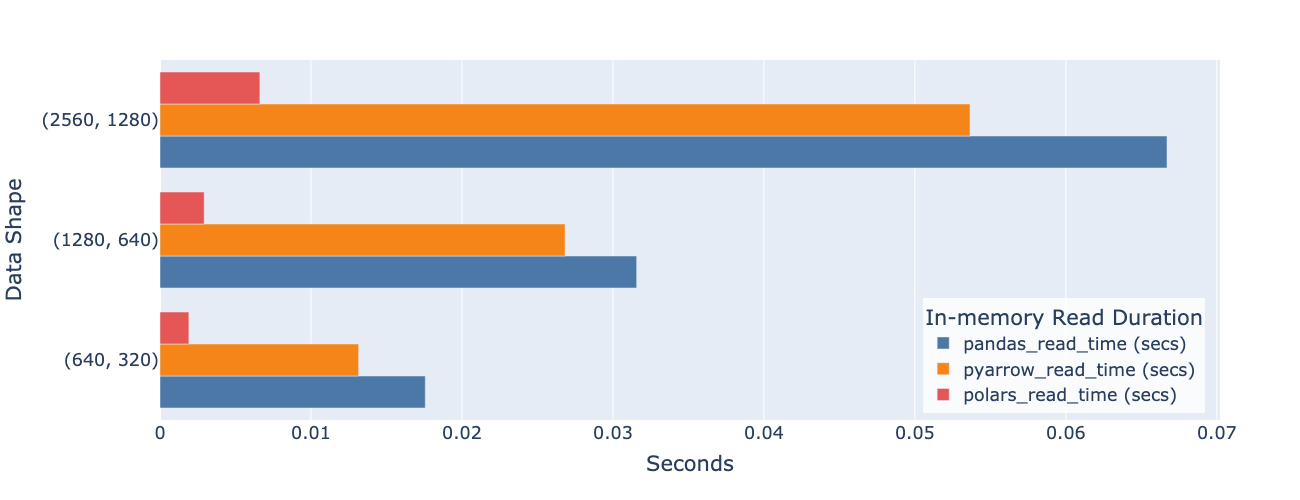 (2560, 1280)
(1280, 640)
(640, 320)
Data Shape
In-memory Read Duration
pandas_read_time (secs)
pyarrow_read_time (secs)
polars_read_time (secs)
0 0.01 0.02 0.03 0.04 0.05 0.06 0.07
Seconds